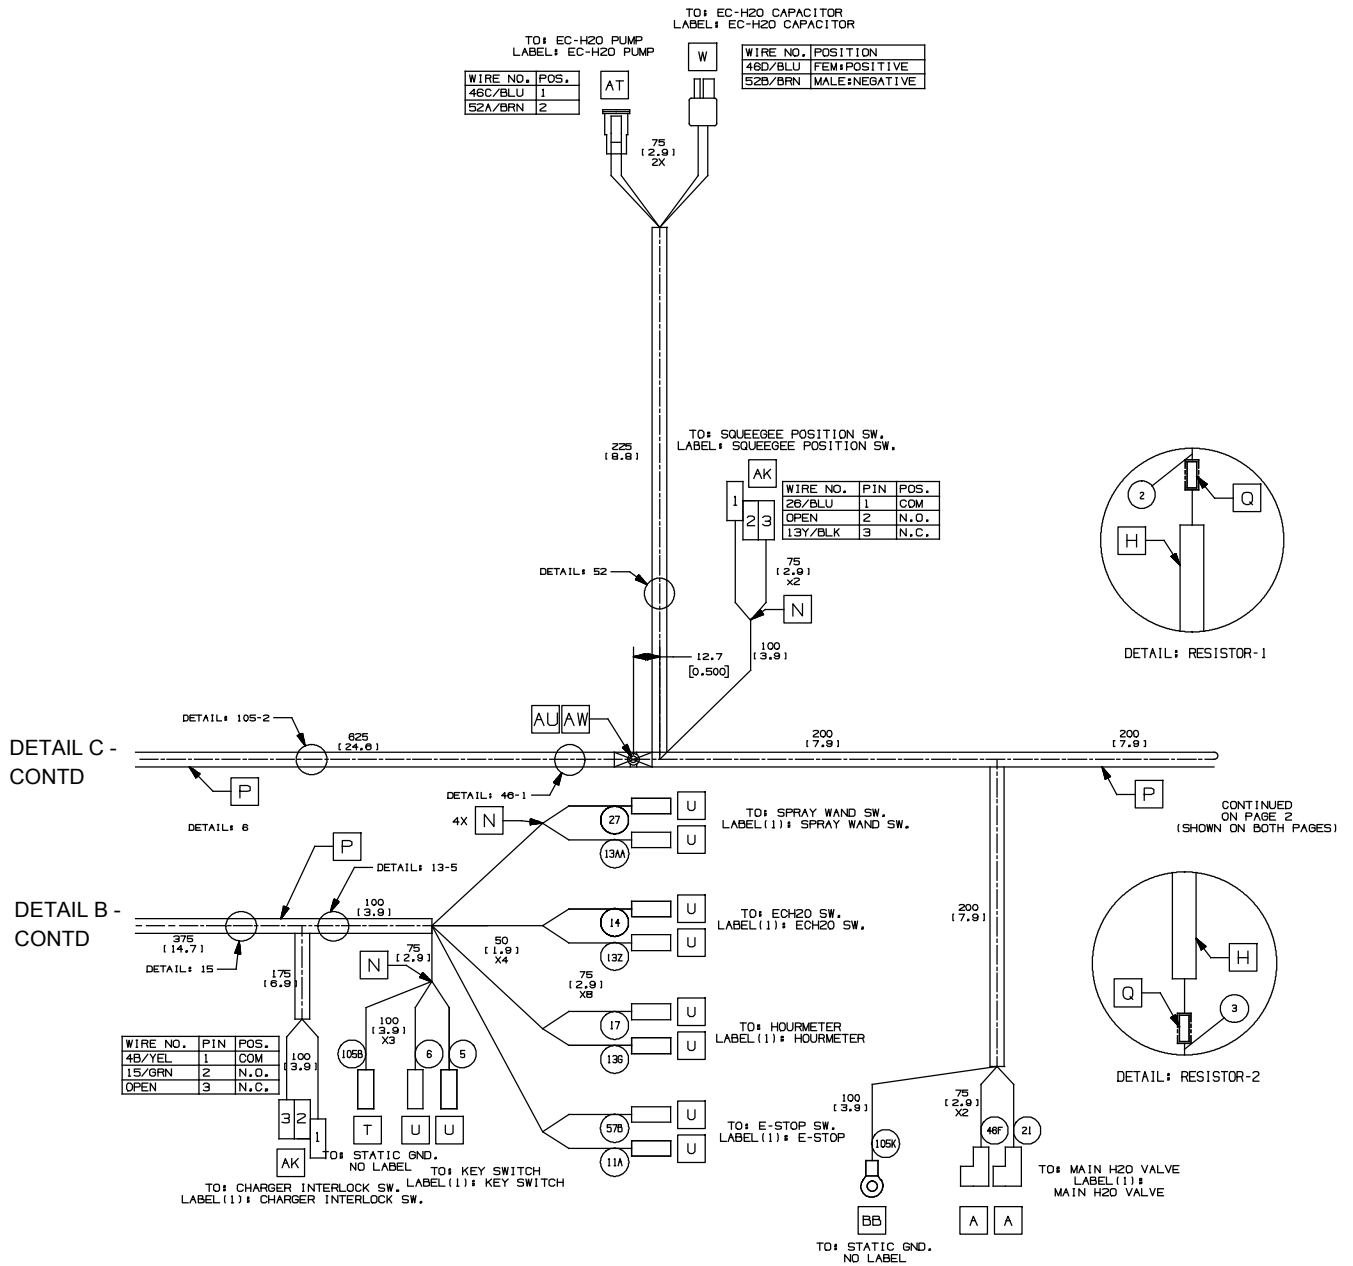 TO: EC-H2O CAPACITOR
LABEL: EC-H2O CAPACITOR
TO: EC-H2O PUMP
LABEL: EC-H2O PUMP
W
WIRE NO. POSITION
46D/BLU FEM:POSITIVE
52B/BRN MALE:NEGATIVE
WIRE NO. POS.
46C/BLU 1
52A/BRN 2
AT
75
[2.9]
2X
225
[8.8]
TO: SQUEEGEE POSITION SW.
LABEL: SQUEEGEE POSITION SW.
AK
WIRE NO. PIN POS.
26/BLU 1 COM
OPEN 2 N.O.
13Y/BLK 3 N.C.
1
2 3
75
[2.9]
X2
N
100
[3.9]
DETAIL: 52
12.7
[0.500]
2
Q
H
DETAIL: RESISTOR-1
DETAIL: 105-2
AU AW
625
[24.6]
200
[7.9]
200
[7.9]
DETAIL C -
CONTD
P
DETAIL: 46-1
P
DETAIL: 6
CONTINUED
ON PAGE 2
(SHOWN ON BOTH PAGES)
4X N
27
U
13AA
U
TO: SPRAY WAND SW.
LABEL(1): SPRAY WAND SW.
P
DETAIL: 13-5
100
[3.9]
DETAIL B -
CONTD
375
[14.7]
DETAIL: 15
175
[6.9]
14
U
13Z
U
TO: ECH2O SW.
LABEL(1): ECH2O SW.
50
[1.9]
X4
75
[2.9]
X8
75
[2.9]
N
200
[7.9]
H
Q
3
DETAIL: RESISTOR-2
17
U
13G
U
TO: HOURMETER
LABEL(1): HOURMETER
100
[3.9]
X3
105B
6
5
T
U
U
WIRE NO. PIN POS.
4B/YEL 1 COM
15/GRN 2 N.O.
OPEN 3 N.C.
100
[3.9]
3 2
1
AK
57B
U
11A
U
TO: E-STOP SW.
LABEL(1): E-STOP
TO: STATIC GND.
NO LABEL
TO: KEY SWITCH
LABEL(1): KEY SWITCH
TO: CHARGER INTERLOCK SW.
LABEL(1): CHARGER INTERLOCK SW.
100
[3.9]
75
[2.9]
X2
105K
46F
21
TO: MAIN H2O VALVE
LABEL(1):
MAIN H2O VALVE
BB
A
A
TO: STATIC GND.
NO LABEL